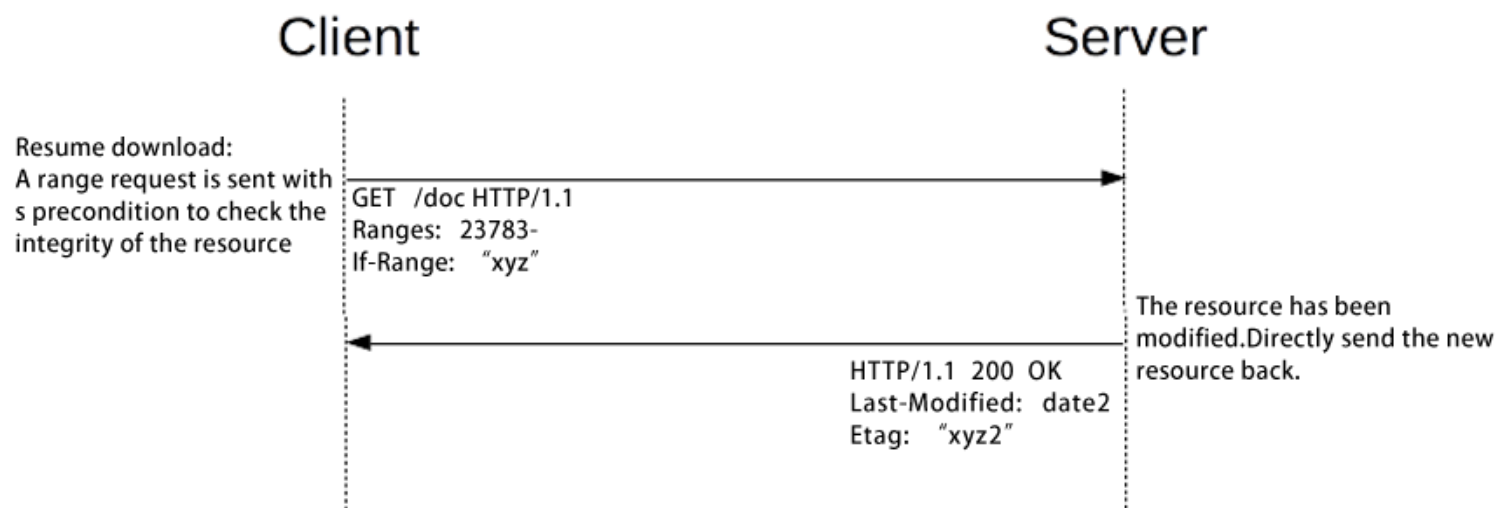 Client
Server
Resume download:
A range request is sent with
s precondition to check the
integrity of the resource
GET /doc HTTP/1.1
Ranges: 23783-
If-Range: “xyz”
The resource has been
modified.Directly send the new
resource back.
HTTP/1.1 200 OK
Last-Modified: date2
Etag: “xyz2”